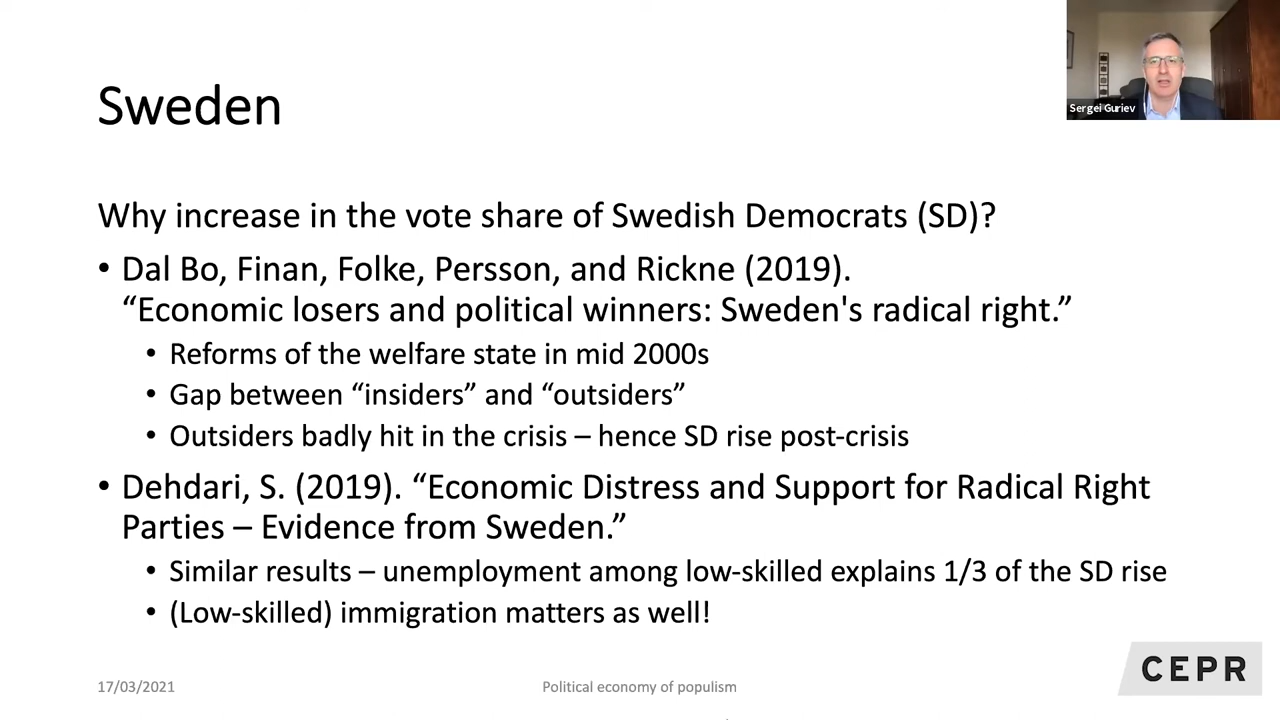 Sergei Guriev
Sweden
Why increase in the vote share of Swedish Democrats (SD)?
• Dal Bo, Finan, Folke, Persson, and Rickne (2019).
“Economic losers and political winners: Sweden's radical right.”
• Reforms of the welfare state in mid 2000s
• Gap between “insiders” and “outsiders”
• Outsiders badly hit in the crisis – hence SD rise post-crisis
• Dehdari, S. (2019). “Economic Distress and Support for Radical Right
Parties – Evidence from Sweden.”
• Similar results – unemployment among low-skilled explains 1/3 of the SD rise
• (Low-skilled) immigration matters as well!
17/03/2021
Political economy of populism
CEPR